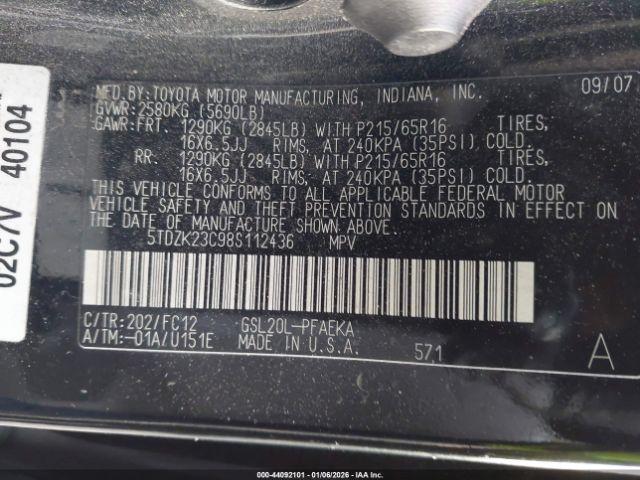 MFD.BY:TOYOTA MOTOR MANUFACTURING, INDIANA, INC. 09/07
GVWR:2580KG (5690LB)
GAWR:FRT. 1290KG (2845LB) WITH P215/65R16 TIRES,
16X6.5JJ RIMS, AT 240KPA (35PSI) COLD.
RR. 1290KG (2845LB) WITH P215/65R16 TIRES,
16X6.5JJ RIMS, AT 240KPA (35PSI) COLD.
THIS VEHICLE CONFORMS TO ALL APPLICABLE FEDERAL MOTOR
VEHICLE SAFETY AND THEFT PREVENTION STANDARDS IN EFFECT ON
THE DATE OF MANUFACTURE SHOWN ABOVE.
5TDZK23C98S112436 MPV
C/TR:202/FC12 GSL20L-PFAEKA
A/TM:-01A/U151E MADE IN U.S.A. 571 A
02C7V 40104
000-44092101 - 01/06/2026 - IAAHC